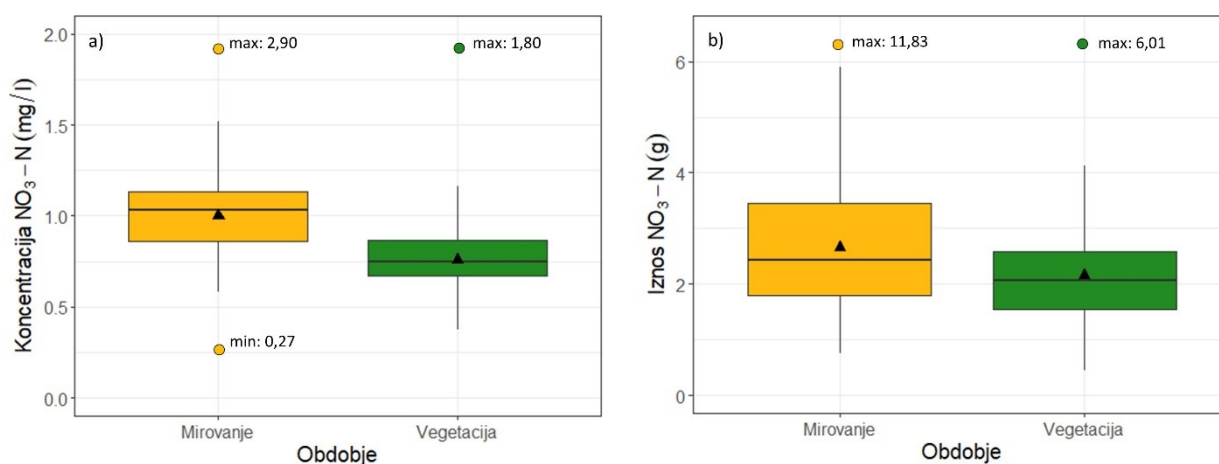 a)
max: 2,90
max: 1,80
min: 0,27
2.0
1.5
1.0
0.5
0.0
Koncentracija NO₃ − N (mg/l)
Mirovanje
Vegetacija
Obdobje
b)
max: 11,83
max: 6,01
6
4
2
0
Iznos NO₃ − N (g)
Mirovanje
Vegetacija
Obdobje